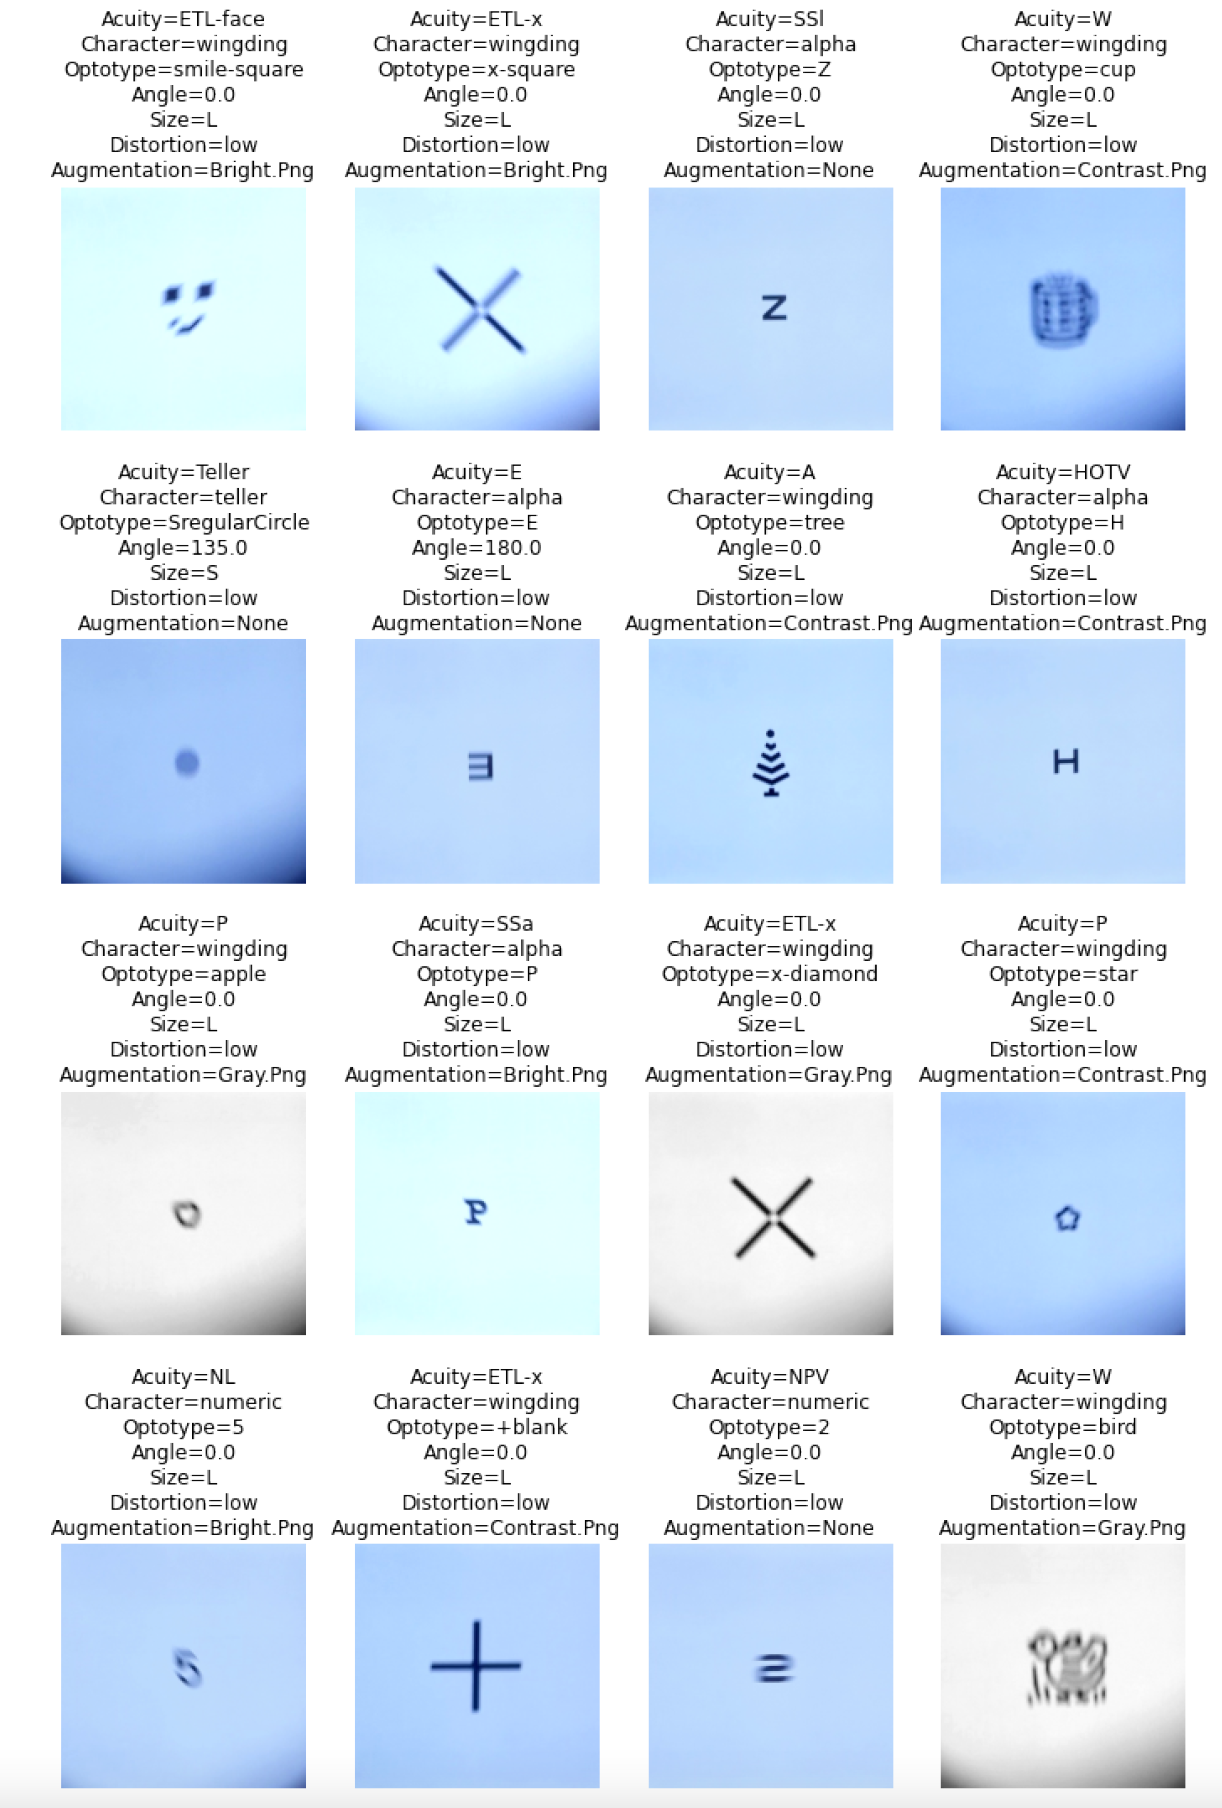 Acuity=ETL-face
Character=wingding
Optotype=smile-square
Angle=0.0
Size=L
Distortion=low
Augmentation=Bright.Png
Acuity=ETL-x
Character=wingding
Optotype=x-square
Angle=0.0
Size=L
Distortion=low
Augmentation=Bright.Png
Acuity=SSl
Character=alpha
Optotype=Z
Angle=0.0
Size=L
Distortion=low
Augmentation=None
Z
Acuity=W
Character=wingding
Optotype=cup
Angle=0.0
Size=L
Distortion=low
Augmentation=Contrast.Png
Acuity=Teller
Character=teller
Optotype=SregularCircle
Angle=135.0
Size=S
Distortion=low
Augmentation=None
Acuity=E
Character=alpha
Optotype=E
Angle=180.0
Size=L
Distortion=low
Augmentation=None
E
Acuity=A
Character=wingding
Optotype=tree
Angle=0.0
Size=L
Distortion=low
Augmentation=Contrast.Png
Acuity=HOTV
Character=alpha
Optotype=H
Angle=0.0
Size=L
Distortion=low
Augmentation=Contrast.Png
H
Acuity=P
Character=wingding
Optotype=apple
Angle=0.0
Size=L
Distortion=low
Augmentation=Gray.Png
Acuity=SSa
Character=alpha
Optotype=P
Angle=0.0
Size=L
Distortion=low
Augmentation=Bright.Png
P
Acuity=ETL-x
Character=wingding
Optotype=x-diamond
Angle=0.0
Size=L
Distortion=low
Augmentation=Gray.Png
Acuity=P
Character=wingding
Optotype=star
Angle=0.0
Size=L
Distortion=low
Augmentation=Contrast.Png
Acuity=NL
Character=numeric
Optotype=5
Angle=0.0
Size=L
Distortion=low
Augmentation=Bright.Png
5
Acuity=ETL-x
Character=wingding
Optotype=+blank
Angle=0.0
Size=L
Distortion=low
Augmentation=Contrast.Png
Acuity=NPV
Character=numeric
Optotype=2
Angle=0.0
Size=L
Distortion=low
Augmentation=None
2
Acuity=W
Character=wingding
Optotype=bird
Angle=0.0
Size=L
Distortion=low
Augmentation=Gray.Png